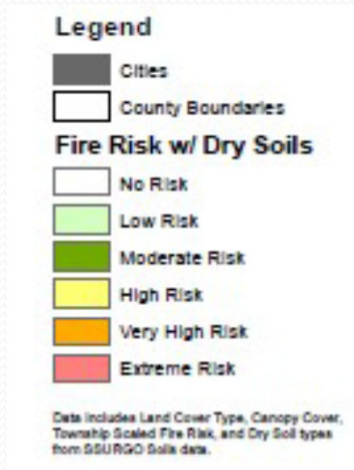 Legend
Cities
County Boundaries
Fire Risk w/ Dry Soils
No Risk
Low Risk
Moderate Risk
High Risk
Very High Risk
Extreme Risk
Data includes Land Cover Type, Canopy Cover,
Township Scaled Fire Risk, and Dry Soil types
from SSURGO Soils data.